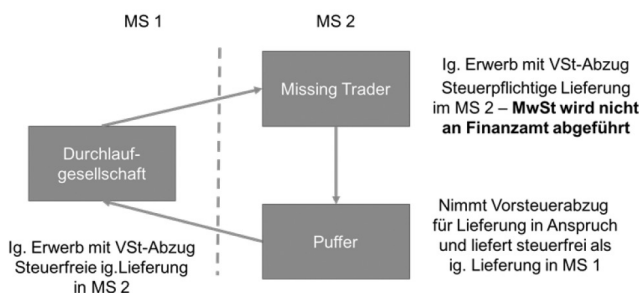 MS 1
MS 2
Missing Trader
Ig. Erwerb mit VSt-Abzug
Steuerpflichtige Lieferung
im MS 2 – MwSt wird nicht
an Finanzamt abgeführt
Durchlauf-
gesellschaft
Puffer
Nimmt Vorsteuerabzug
für Lieferung in Anspruch
und liefert steuerfrei als
ig. Lieferung in MS 1
Ig. Erwerb mit VSt-Abzug
Steuerfreie ig.Lieferung
in MS 2